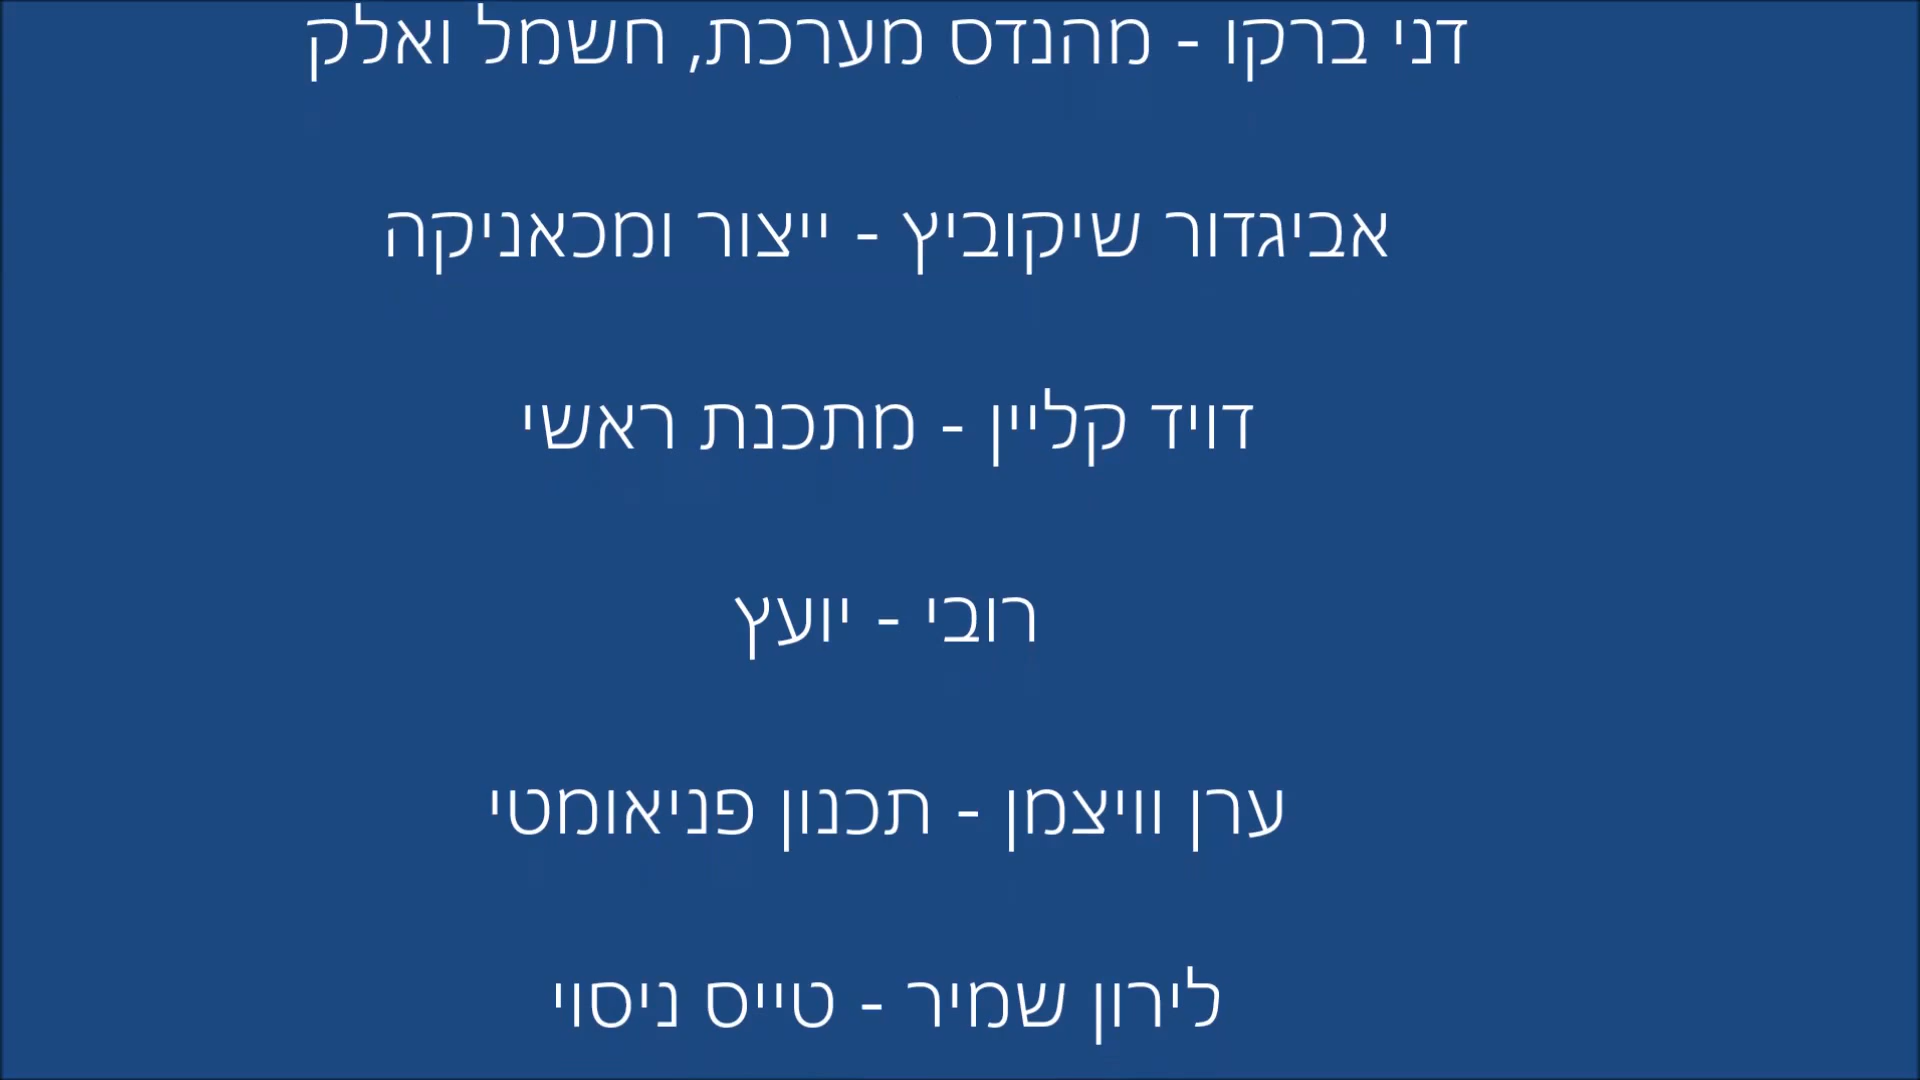 דני ברקו - מהנדס מערכת, חשמל ואלק
אביגדור שיקוביץ - ייצור ומכאניקה
דויד קליין - מתכנת ראשי
רובי - יועץ
ערן וויצמן - תכנון פניאומטי
לירון שמיר - טייס ניסוי